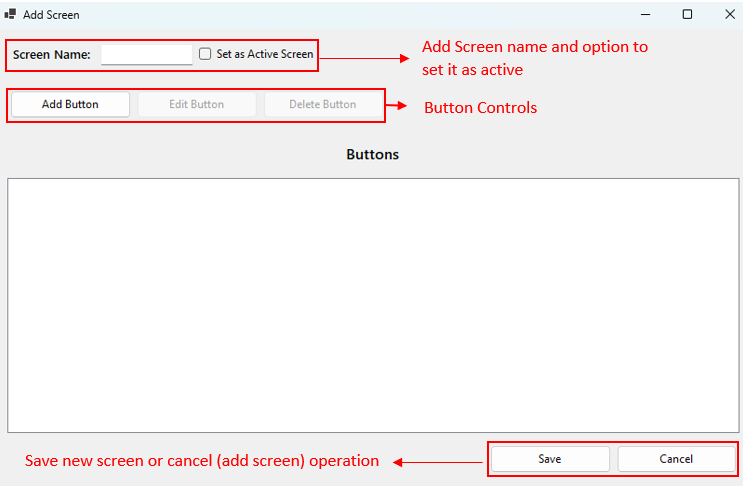 Add Screen
Screen Name: Set as Active Screen
Add Screen name and option to
set it as active
Add Button Edit Button Delete Button
Button Controls
Buttons
Save new screen or cancel (add screen) operation
Save Cancel